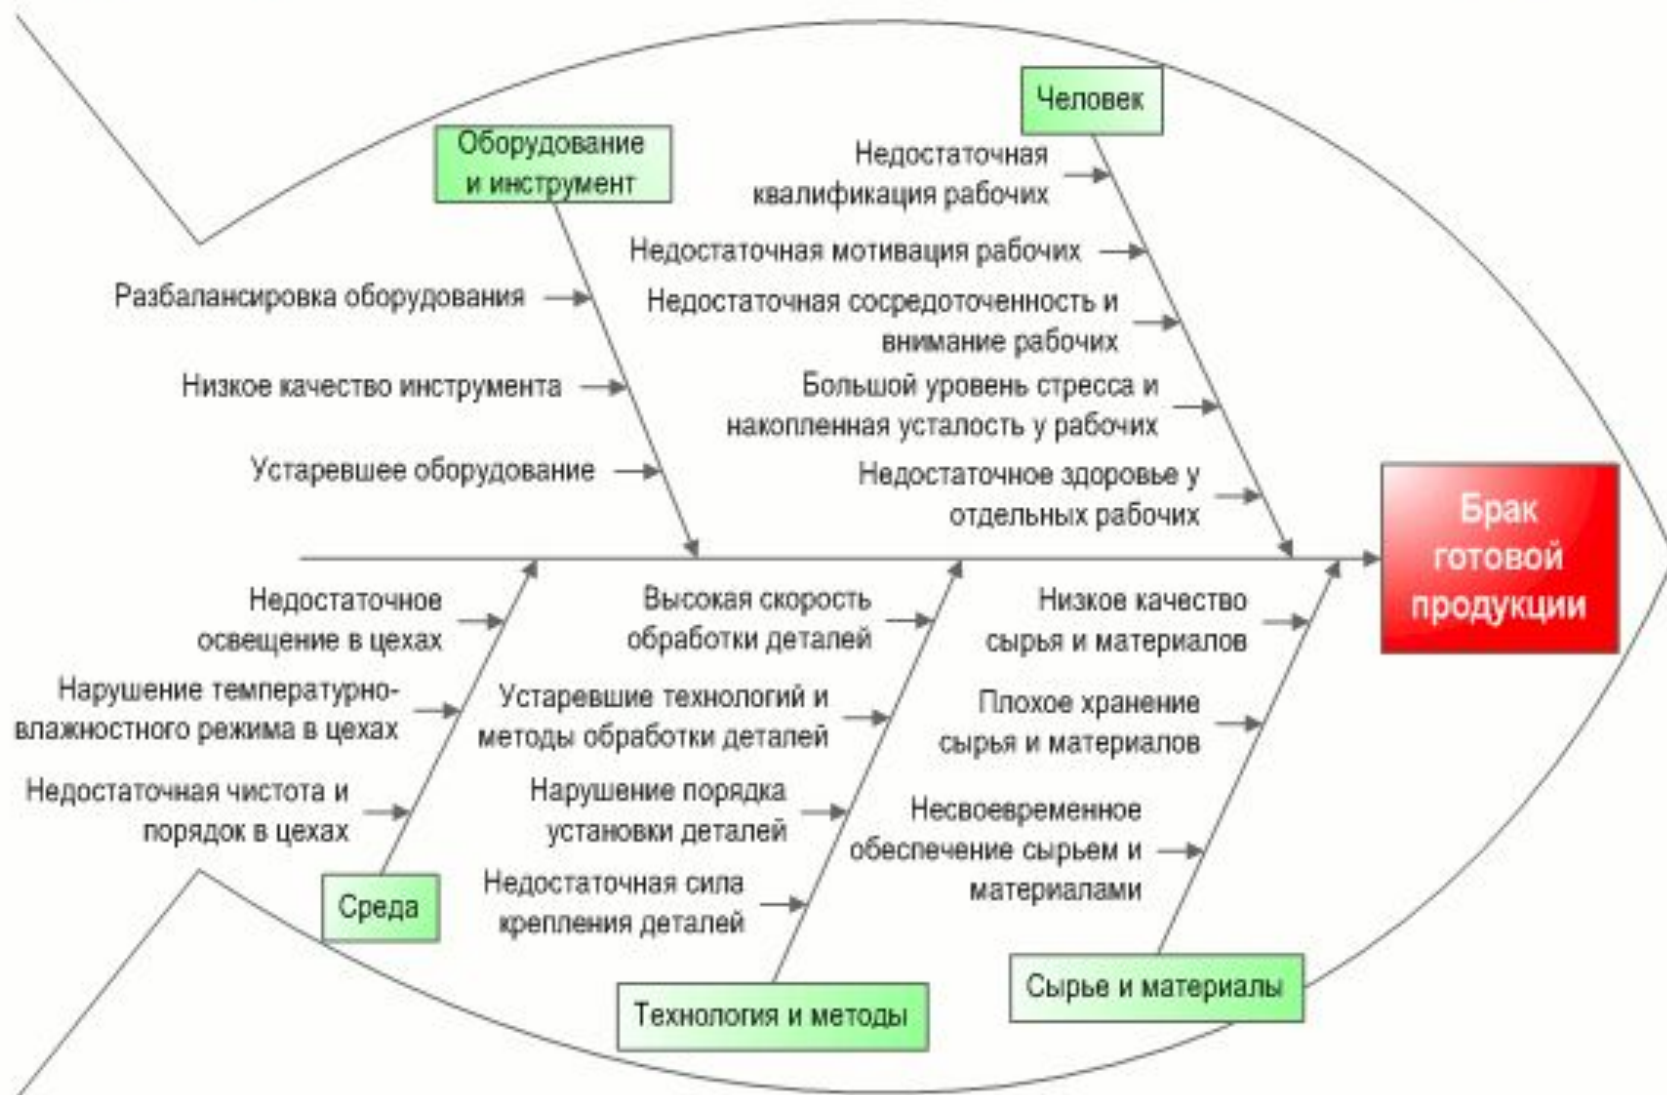 Человек
Оборудование
и инструмент
Недостаточная
квалификация рабочих
Недостаточная мотивация рабочих
Разбалансировка оборудования
Недостаточная сосредоточенность и
внимание рабочих
Низкое качество инструмента
Большой уровень стресса и
накопленная усталость у рабочих
Устаревшее оборудование
Недостаточное здоровье у
отдельных рабочих
Брак
готовой
продукции
Недостаточное
освещение в цехах
Высокая скорость
обработки деталей
Низкое качество
сырья и материалов
Нарушение температурно-
влажностного режима в цехах
Устаревшие технологий и
методы обработки деталей
Плохое хранение
сырья и материалов
Недостаточная чистота и
порядок в цехах
Нарушение порядка
установки деталей
Несвоевременное
обеспечение сырьем и
материалами
Недостаточная сила
крепления деталей
Среда
Технология и методы
Сырье и материалы